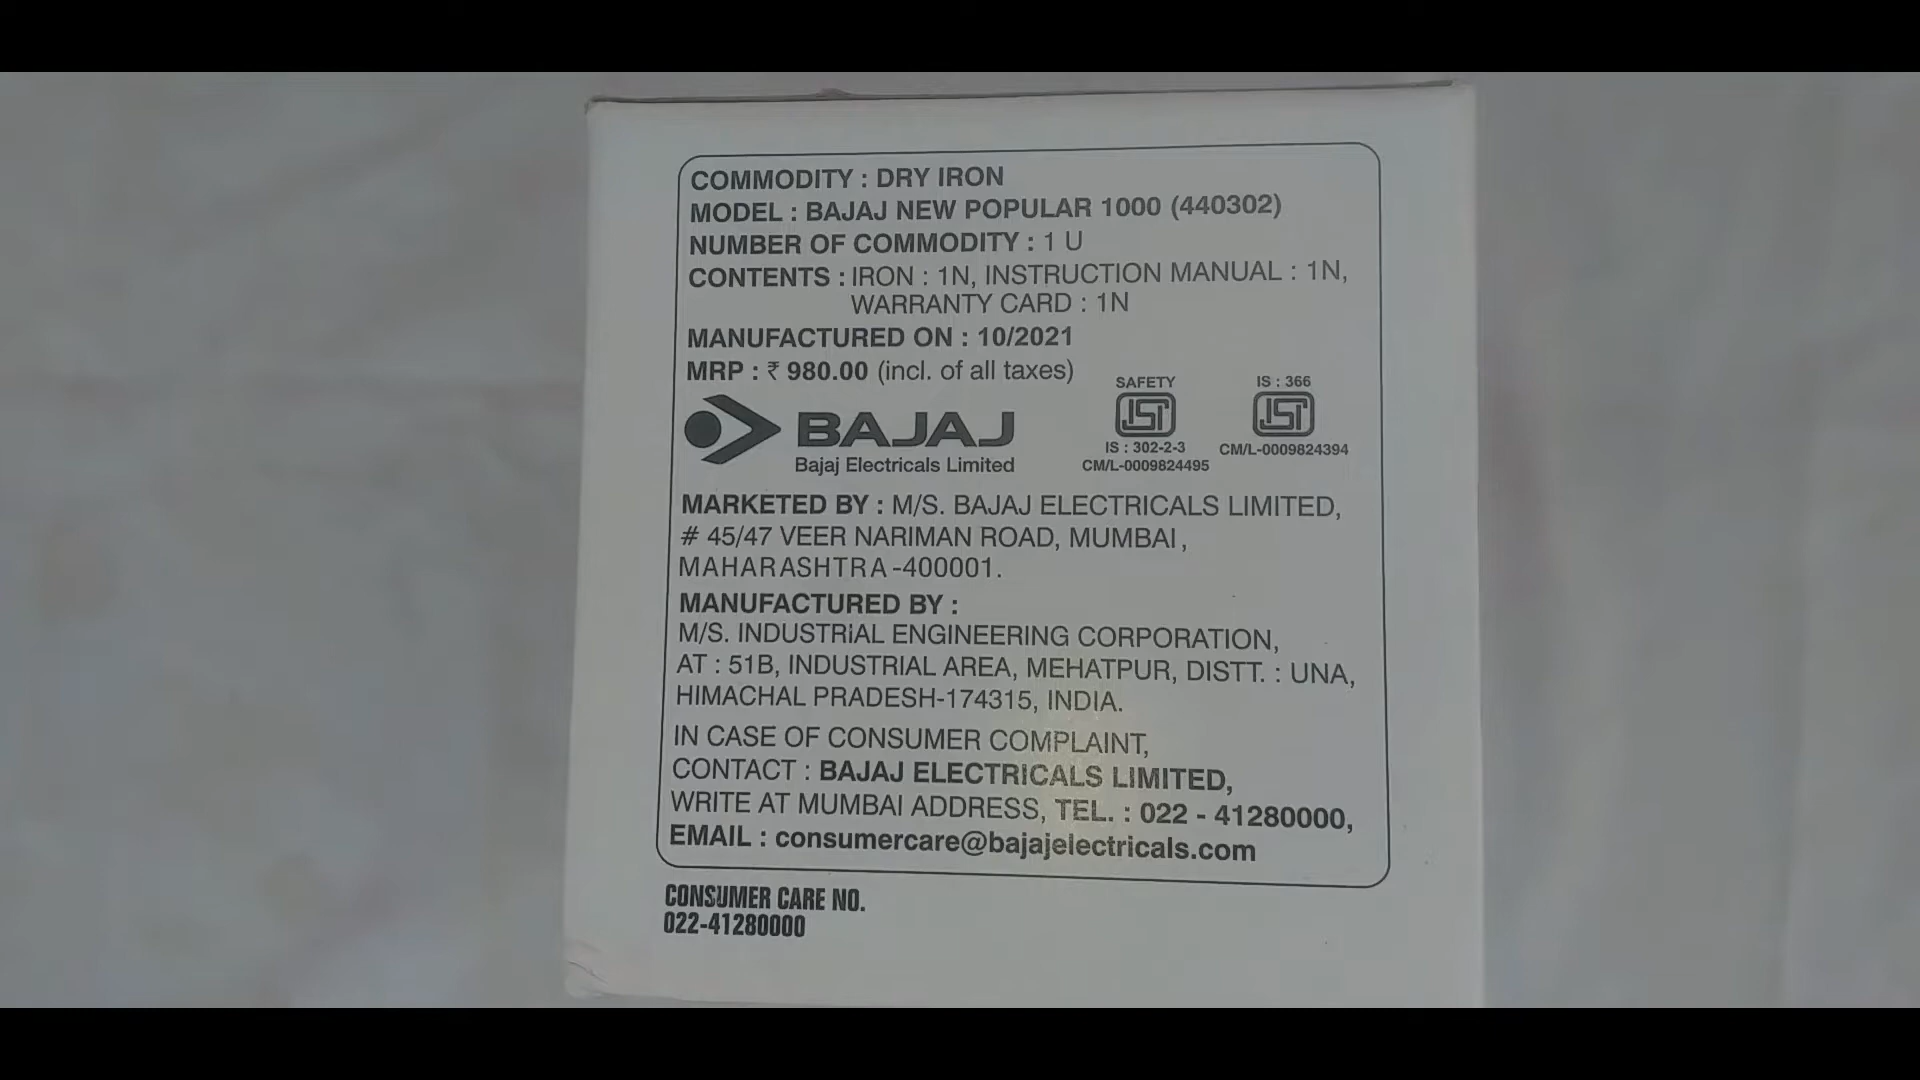 COMMODITY : DRY IRON
MODEL : BAJAJ NEW POPULAR 1000 (440302)
NUMBER OF COMMODITY : 1 U
CONTENTS : IRON : 1N, INSTRUCTION MANUAL : 1N,
WARRANTY CARD : 1N
MANUFACTURED ON : 10/2021
MRP : ₹ 980.00 (incl. of all taxes)
BAJAJ
Bajaj Electricals Limited
SAFETY
ISI
IS : 302-2-3
CM/L-0009824495
IS : 366
ISI
CM/L-0009824394
MARKETED BY : M/S. BAJAJ ELECTRICALS LIMITED,
# 45/47 VEER NARIMAN ROAD, MUMBAI,
MAHARASHTRA-400001.
MANUFACTURED BY :
M/S. INDUSTRIAL ENGINEERING CORPORATION,
AT : 51B, INDUSTRIAL AREA, MEHATPUR, DISTT. : UNA,
HIMACHAL PRADESH-174315, INDIA.
IN CASE OF CONSUMER COMPLAINT,
CONTACT : BAJAJ ELECTRICALS LIMITED,
WRITE AT MUMBAI ADDRESS, TEL. : 022 - 41280000,
EMAIL : consumercare@bajajelectricals.com
CONSUMER CARE NO.
022-41280000